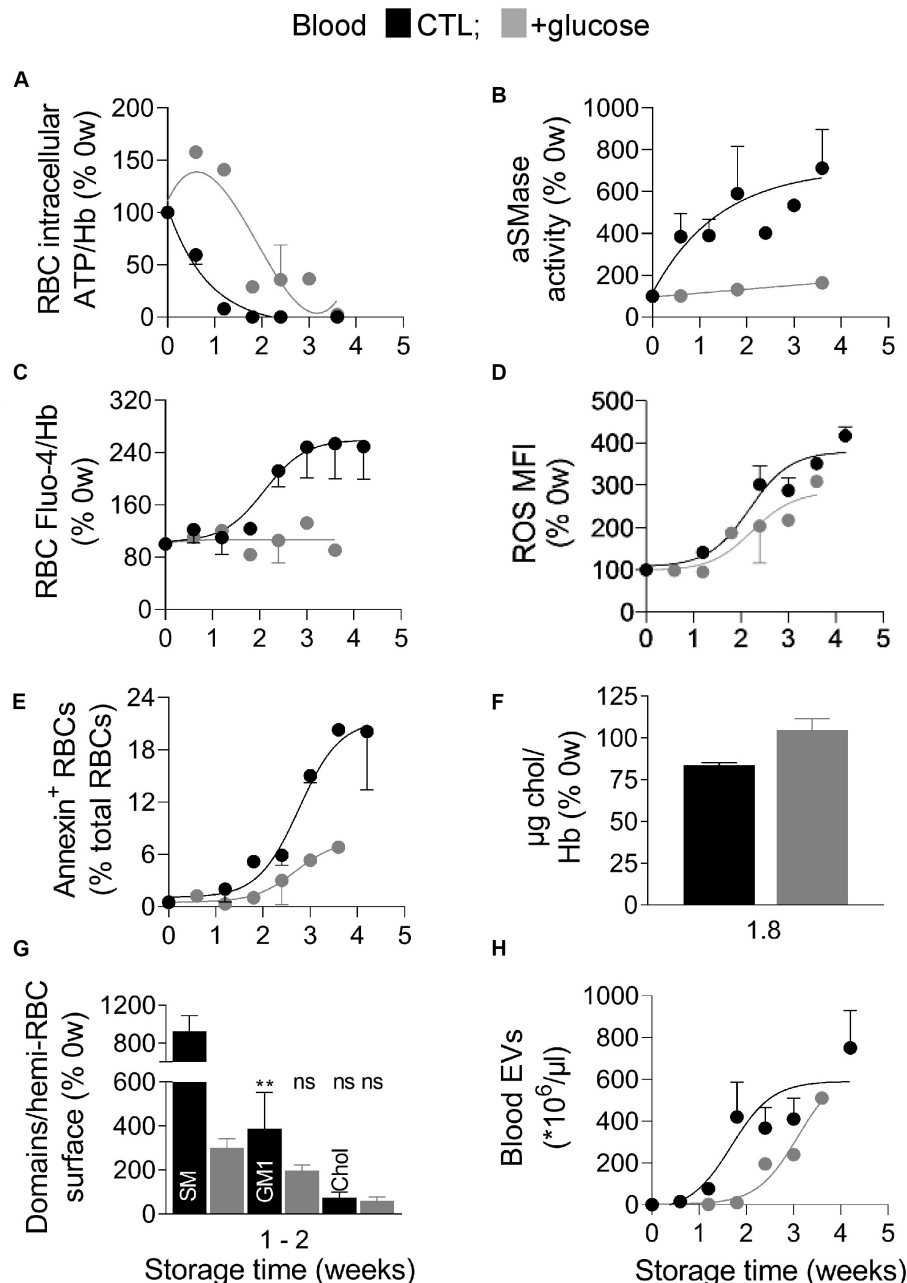 Blood CTL; +glucose
A
RBC intracellular
ATP/Hb (% 0w)
200
150
100
50
0
0 1 2 3 4 5
B
aSMase
activity (% 0w)
1000
800
600
400
200
0
0 1 2 3 4 5
C
RBC Fluo-4/Hb
(% 0w)
320
240
160
80
0
0 1 2 3 4 5
D
ROS MFI
(% 0w)
500
400
300
200
100
0
0 1 2 3 4 5
E
Annexin+ RBCs
(% total RBCs)
24
18
12
6
0
0 1 2 3 4 5
F
µg chol/
Hb (% 0w)
125
100
75
50
25
0
1.8
G
Domains/hemi-RBC
surface (% 0w)
1200
800
600
400
200
0
** ns ns ns
SM GM1 Chol
1 - 2
Storage time (weeks)
H
Blood EVs
(*10⁶/µl)
1000
800
600
400
200
0
0 1 2 3 4 5
Storage time (weeks)